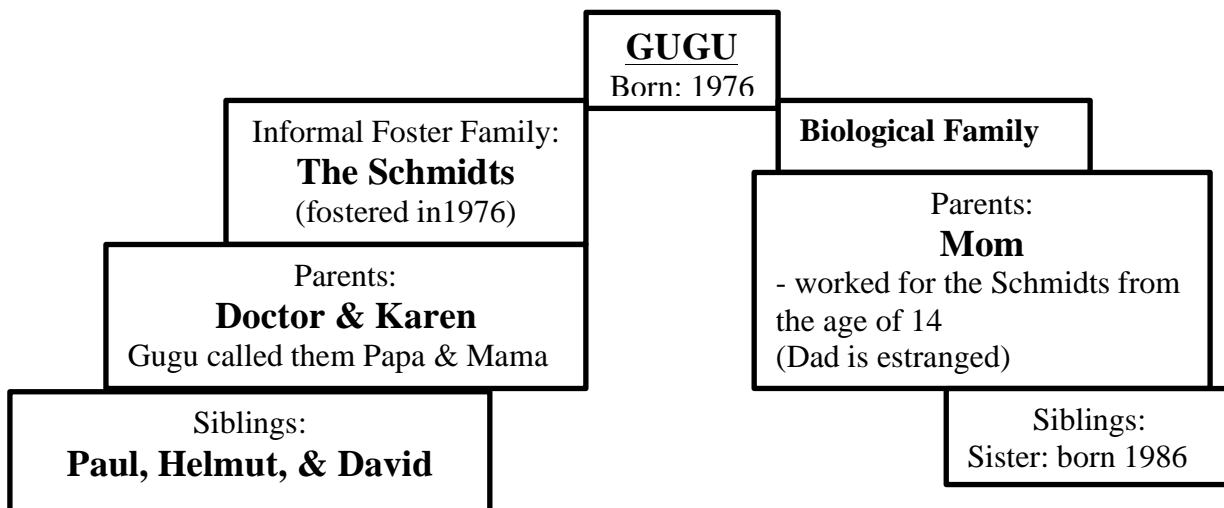 GUGU
Born: 1976
Informal Foster Family:
The Schmidts
(fostered in1976)
Parents:
Doctor & Karen
Gugu called them Papa & Mama
Siblings:
Paul, Helmut, & David
Biological Family
Parents:
Mom
- worked for the Schmidts from
the age of 14
(Dad is estranged)
Siblings:
Sister: born 1986